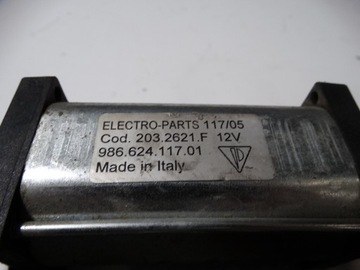 ELECTRO-PARTS 117/05
Cod. 203.2621.F 12V
986.624.117.01
Made in Italy